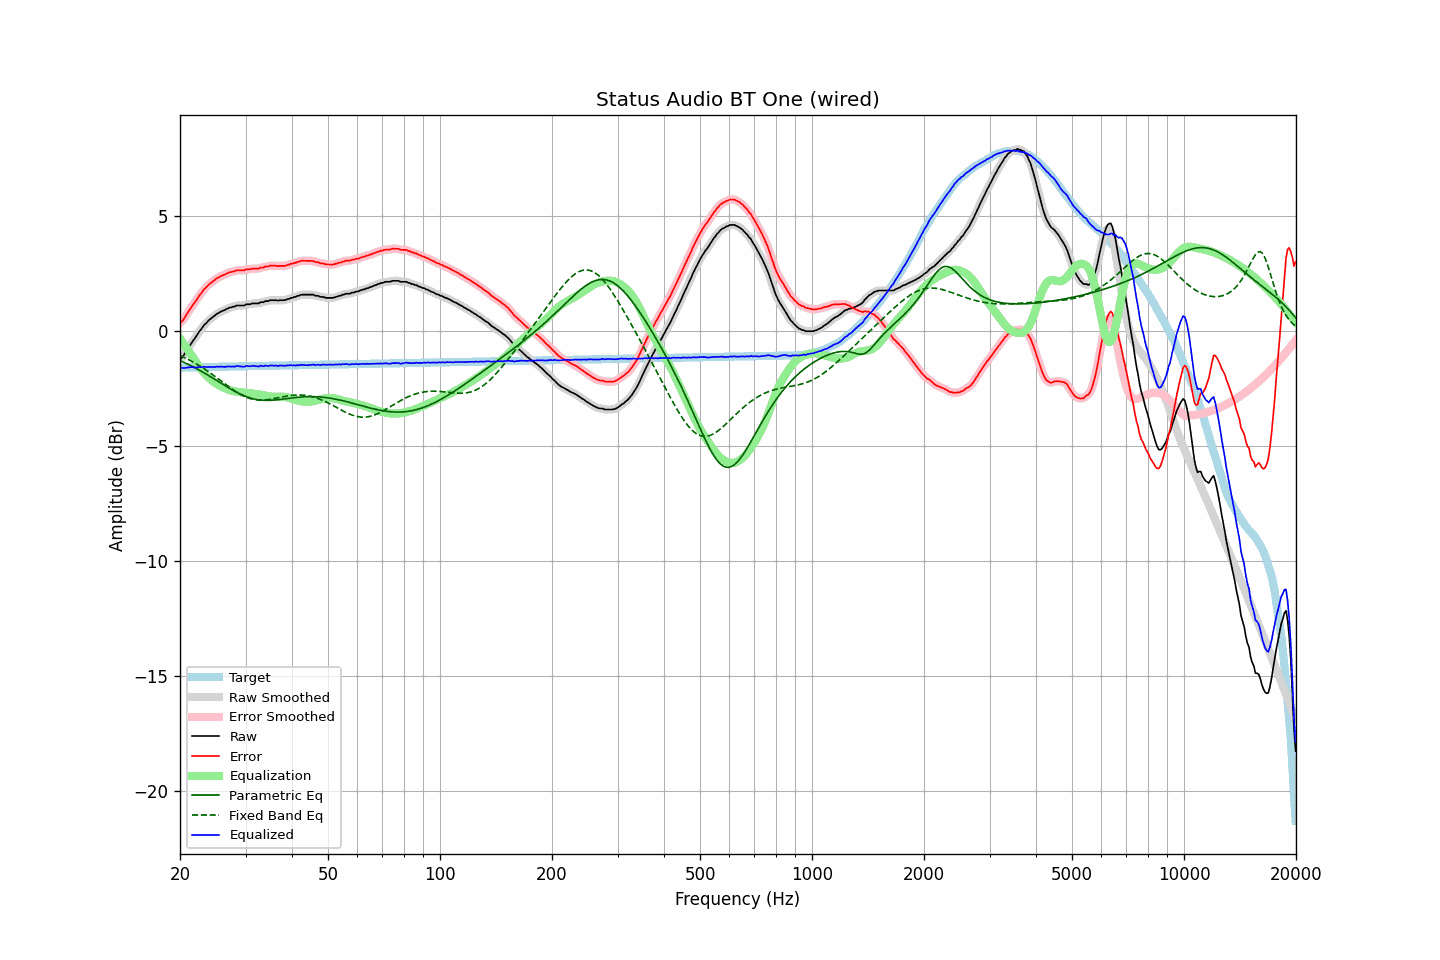 Status Audio BT One (wired)
Amplitude (dBr)
5
0
−5
−10
−15
−20
Target
Raw Smoothed
Error Smoothed
Raw
Error
Equalization
Parametric Eq
Fixed Band Eq
Equalized
20 50 100 200 500 1000 2000 5000 10000 20000
Frequency (Hz)